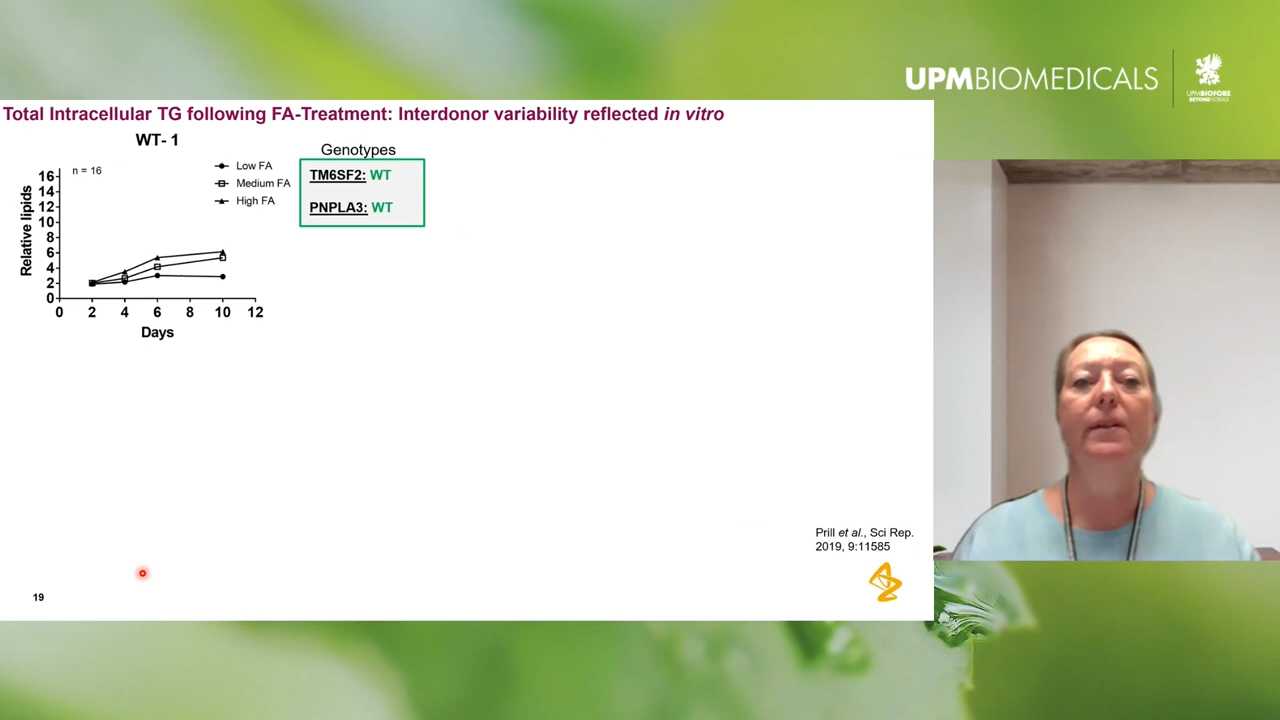 UPMBIOMEDICALS
UPMBIOFORE
BEYOND FOSSILS
Total Intracellular TG following FA-Treatment: Interdonor variability reflected in vitro
WT- 1
n = 16
Low FA
Medium FA
High FA
Genotypes
TM6SF2: WT
PNPLA3: WT
Relative lipids
16
14
12
10
8
6
4
2
0
0 2 4 6 8 10 12
Days
Prill et al., Sci Rep.
2019, 9:11585
19